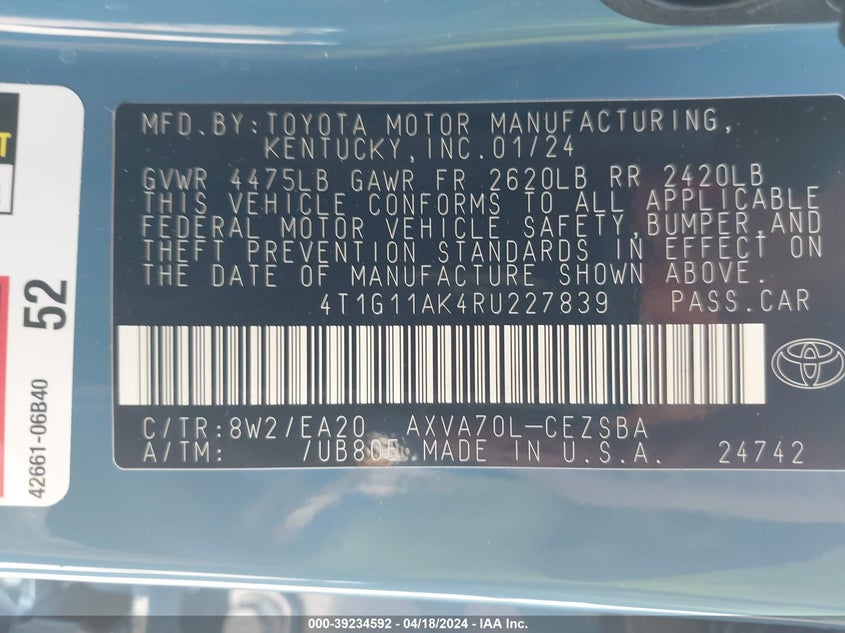 MFD.BY:TOYOTA MOTOR MANUFACTURING,
KENTUCKY,INC.01/24
GVWR 4475LB GAWR FR 2620LB RR 2420LB
THIS VEHICLE CONFORMS TO ALL APPLICABLE
FEDERAL MOTOR VEHICLE SAFETY,BUMPER,AND
THEFT PREVENTION STANDARDS IN EFFECT ON
THE DATE OF MANUFACTURE SHOWN ABOVE.
4T1G11AK4RU227839 PASS.CAR
C/TR:8W2/EA20 AXVA70L-CEZSBA
A/TM: /UB80E MADE IN U.S.A. 24742
52
42661-06B40
000-39234592 - 04/18/2024 - IAA Inc.